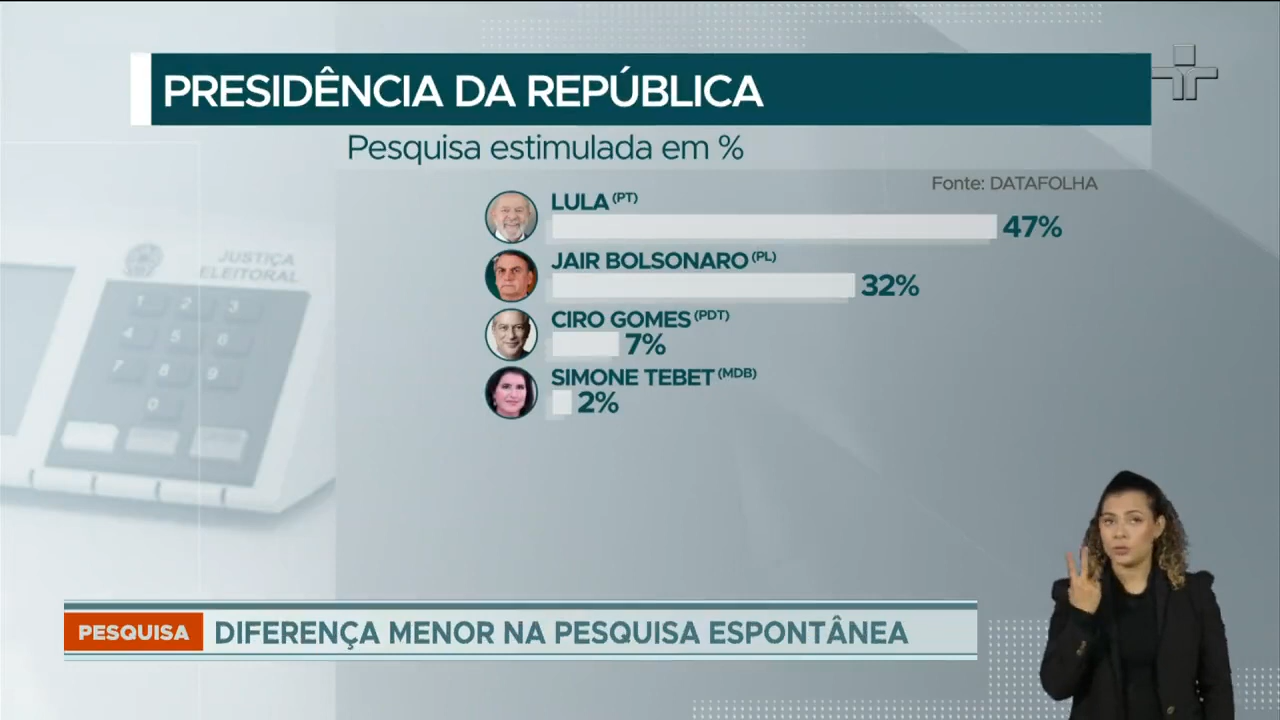 PRESIDÊNCIA DA REPÚBLICA
Pesquisa estimulada em %
Fonte: DATAFOLHA
LULA (PT)
47%
JAIR BOLSONARO (PL)
32%
CIRO GOMES (PDT)
7%
SIMONE TEBET (MDB)
2%
JUSTIÇA
ELEITORAL
1 2 3
4 5 6
7 8 9
0
PESQUISA DIFERENÇA MENOR NA PESQUISA ESPONTÂNEA